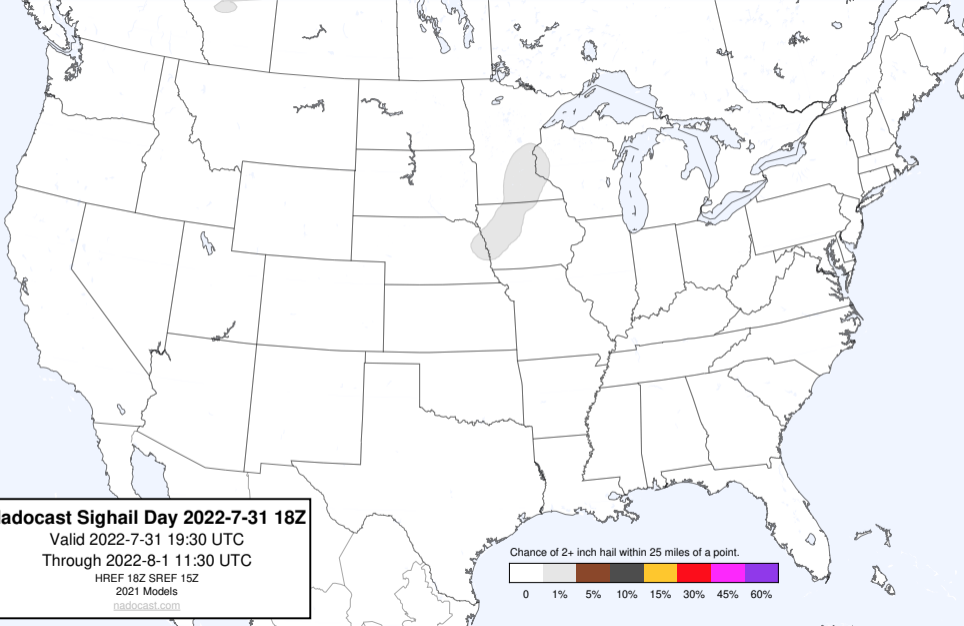 adocast Sighail Day 2022-7-31 18Z
Valid 2022-7-31 19:30 UTC
Through 2022-8-1 11:30 UTC
HREF 18Z SREF 15Z
2021 Models
nadocast.com
Chance of 2+ inch hail within 25 miles of a point.
0 1% 5% 10% 15% 30% 45% 60%